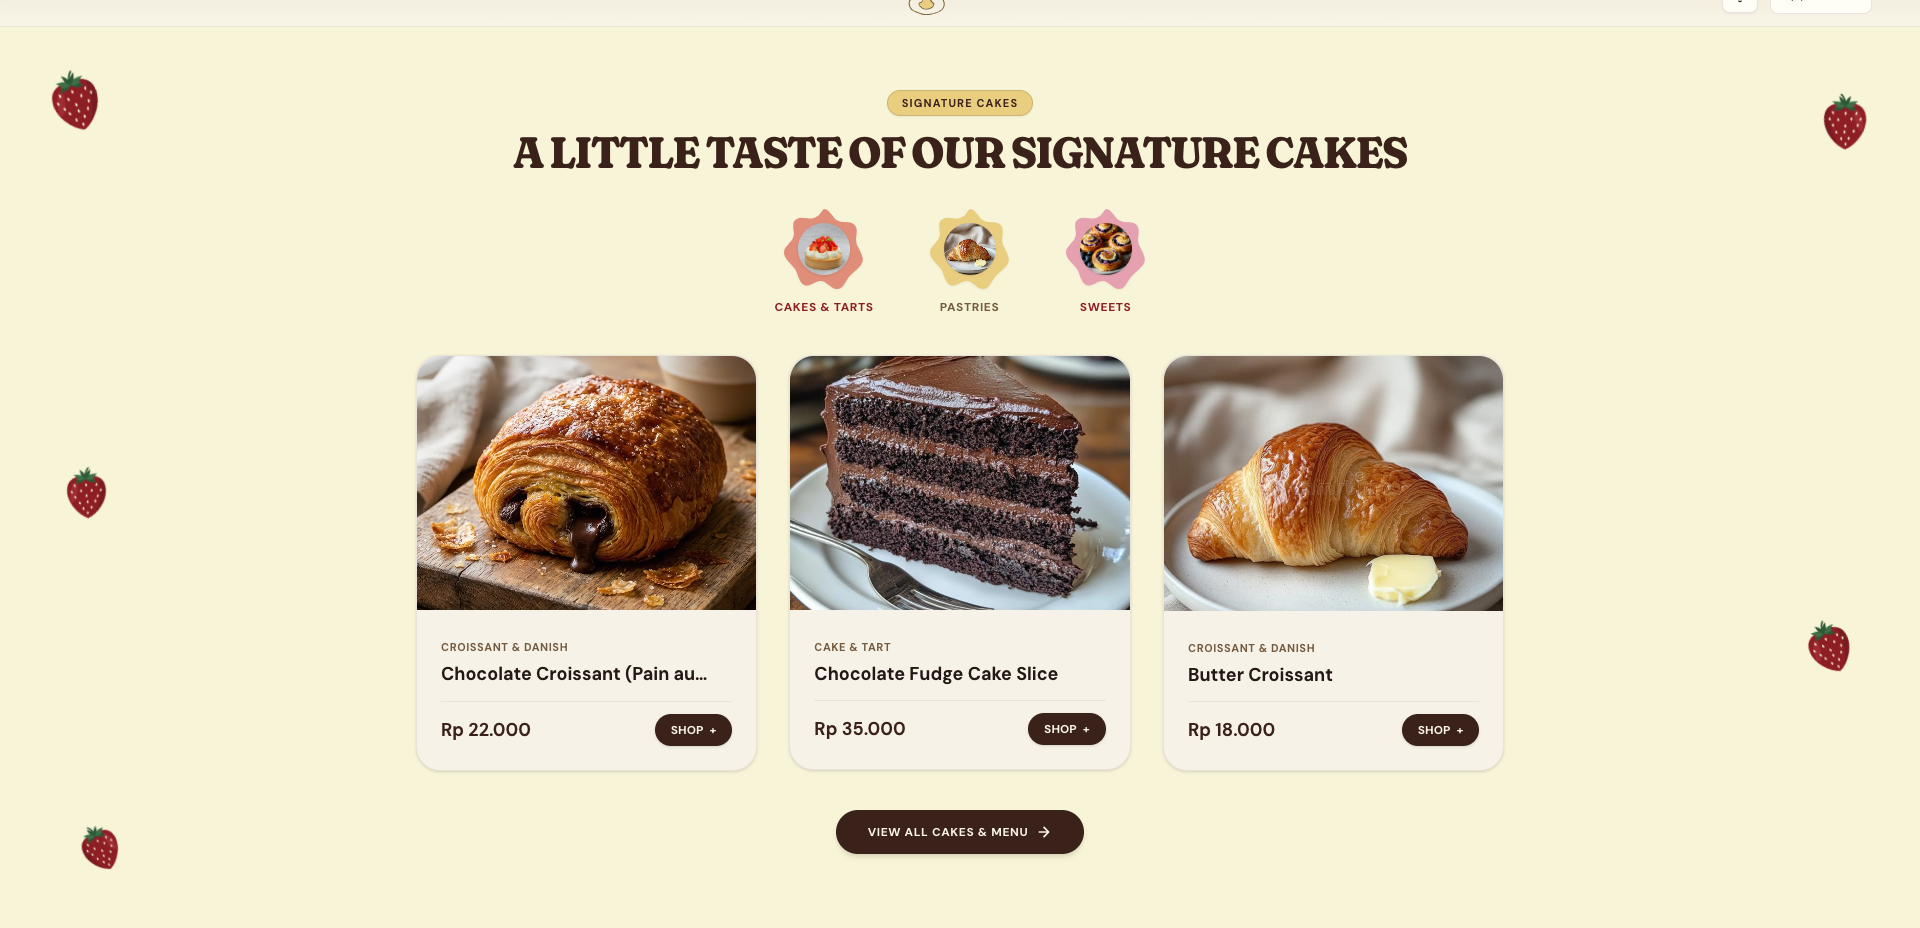 SIGNATURE CAKES
A LITTLE TASTE OF OUR SIGNATURE CAKES
CAKES & TARTS
PASTRIES
SWEETS
CROISSANT & DANISH
Chocolate Croissant (Pain au...
Rp 22.000
SHOP +
CAKE & TART
Chocolate Fudge Cake Slice
Rp 35.000
SHOP +
CROISSANT & DANISH
Butter Croissant
Rp 18.000
SHOP +
VIEW ALL CAKES & MENU →